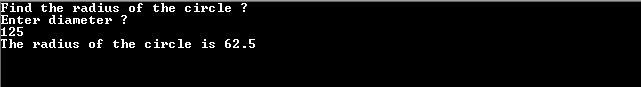 Find the radius of the circle ?
Enter diameter ?
125
The radius of the circle is 62.5